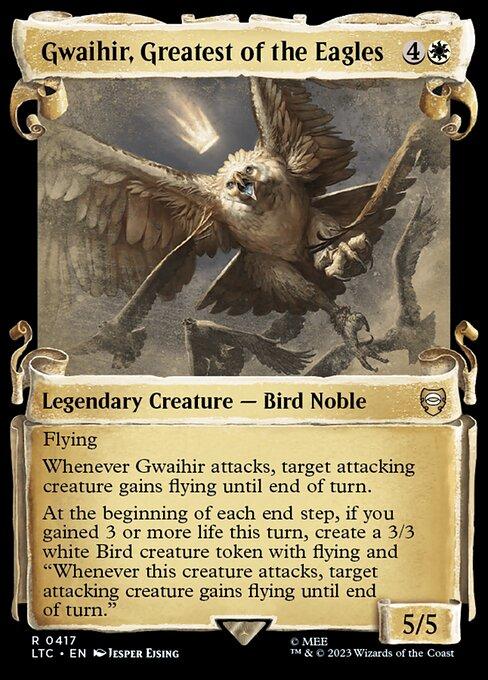 Gwaihir, Greatest of the Eagles 4
Legendary Creature — Bird Noble
Flying
Whenever Gwaihir attacks, target attacking
creature gains flying until end of turn.
At the beginning of each end step, if you
gained 3 or more life this turn, create a 3/3
white Bird creature token with flying and
“Whenever this creature attacks, target
attacking creature gains flying until end
of turn.”
5/5
R 0417
LTC • EN Jesper Eising
© MEE
™ & © 2023 Wizards of the Coast